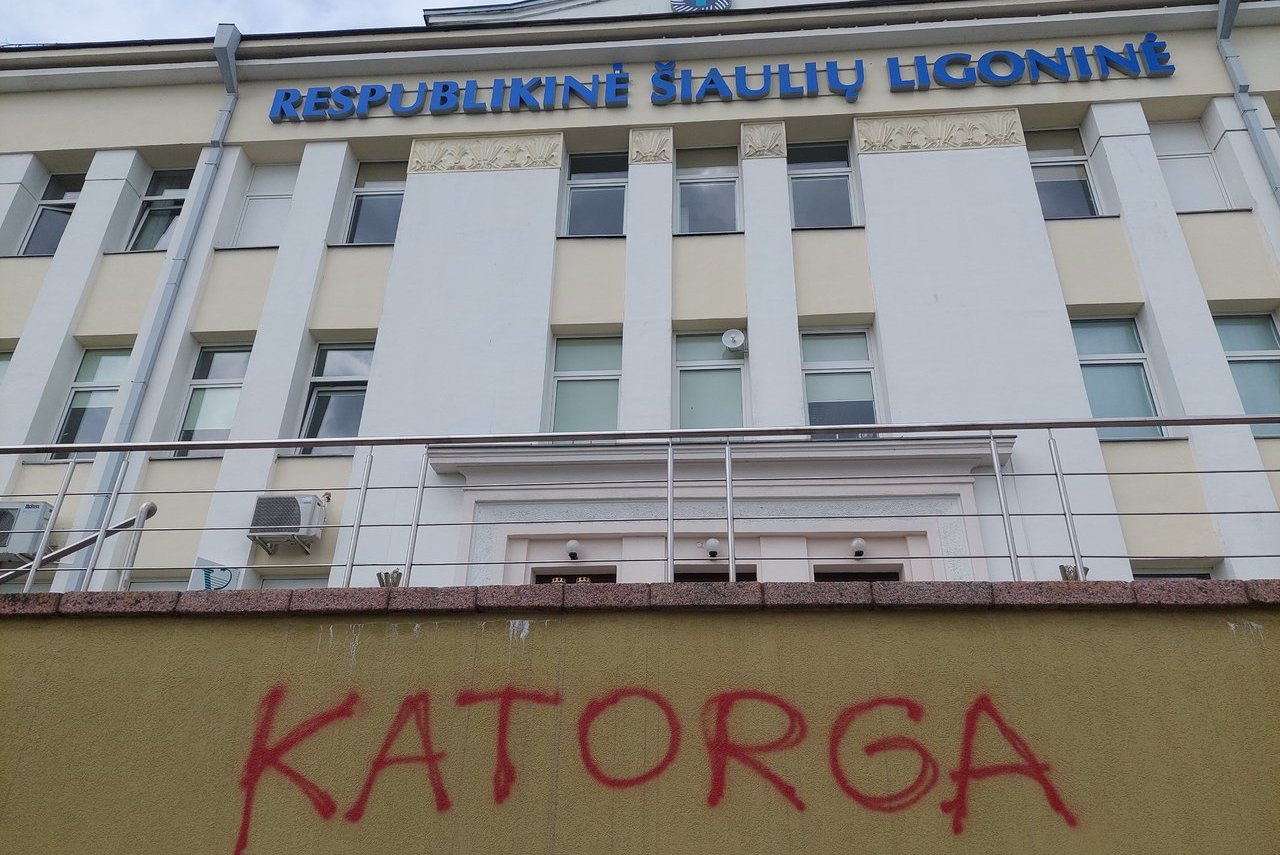 RESPUBLIKINĖ ŠIAULIŲ LIGONINĖ
KATORGA